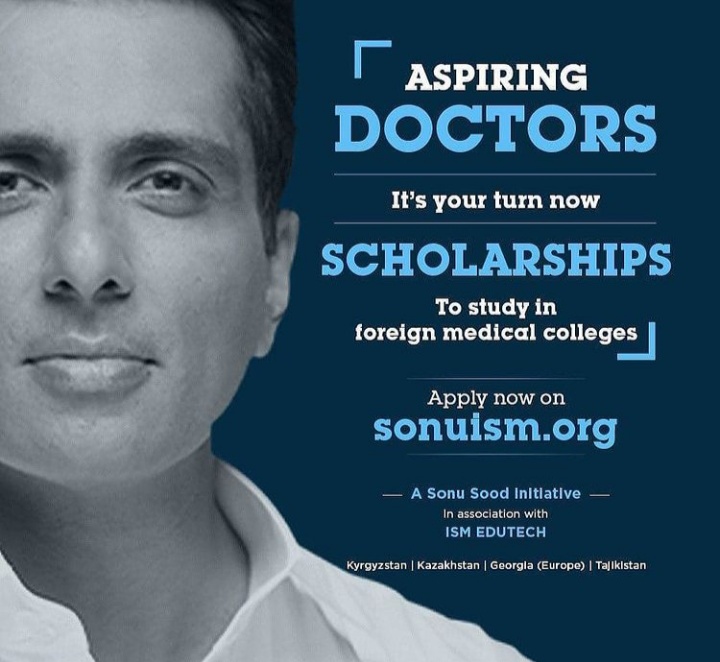 ASPIRING
DOCTORS
It's your turn now
SCHOLARSHIPS
To study in
foreign medical colleges
Apply now on
sonuism.org
— A Sonu Sood Initiative —
In association with
ISM EDUTECH
Kyrgyzstan | Kazakhstan | Georgia (Europe) | Tajikistan